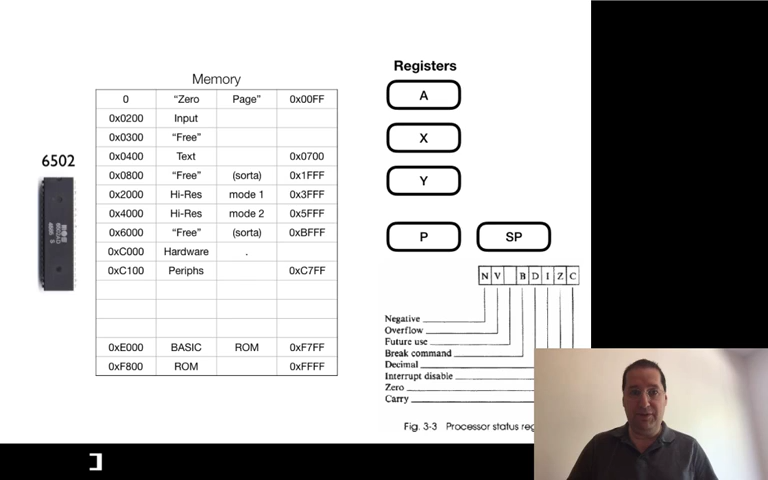 Registers
Memory
0 “Zero Page” 0x00FF
0x0200 Input
0x0300 “Free”
0x0400 Text 0x0700
0x0800 “Free” (sorta) 0x1FFF
0x2000 Hi-Res mode 1 0x3FFF
0x4000 Hi-Res mode 2 0x5FFF
0x6000 “Free” (sorta) 0xBFFF
0xC000 Hardware .
0xC100 Periphs 0xC7FF
0xE000 BASIC ROM 0xF7FF
0xF800 ROM 0xFFFF
6502
A
X
Y
P SP
N V B D I Z C
Negative
Overflow
Future use
Break command
Decimal
Interrupt disable
Zero
Carry
Fig. 3-3 Processor status
]